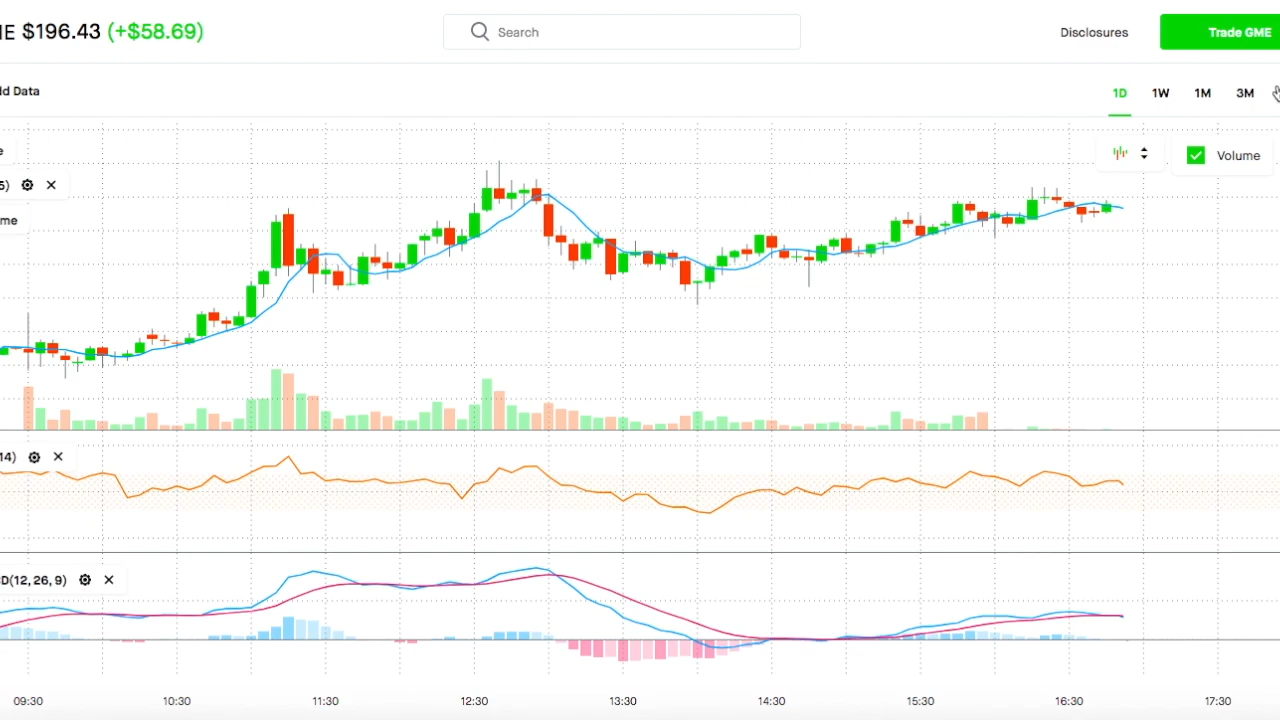 ME $196.43 (+$58.69)
Search
Disclosures
Trade GME
ld Data
1D 1W 1M 3M
e
Volume
5)
me
14)
D(12, 26, 9)
09:30 10:30 11:30 12:30 13:30 14:30 15:30 16:30 17:30